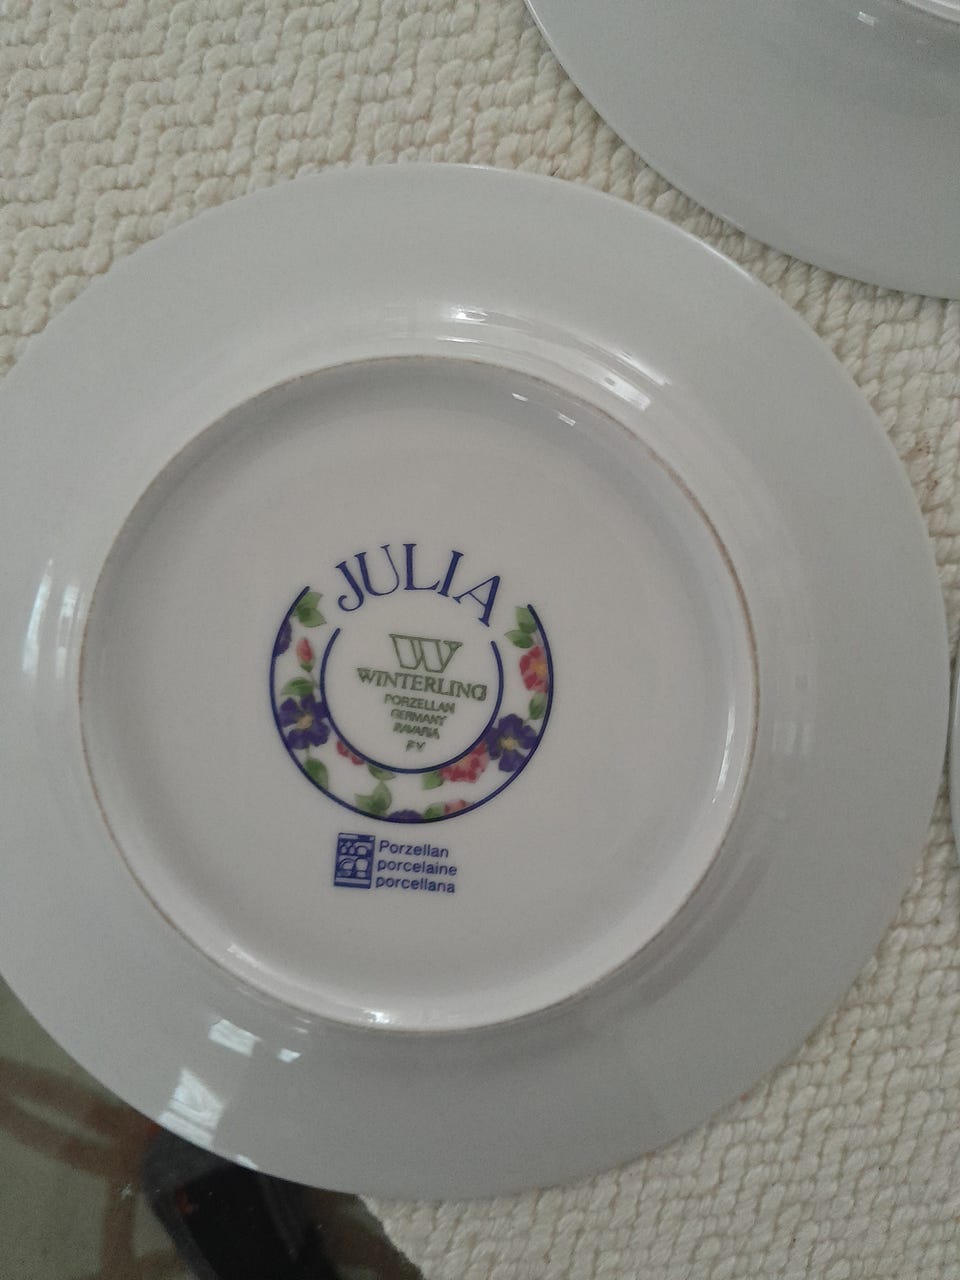 JULIA
W
WINTERLING
PORZELLAN
GERMANY
BAVARIA
Porzellan
porcelaine
porcellana